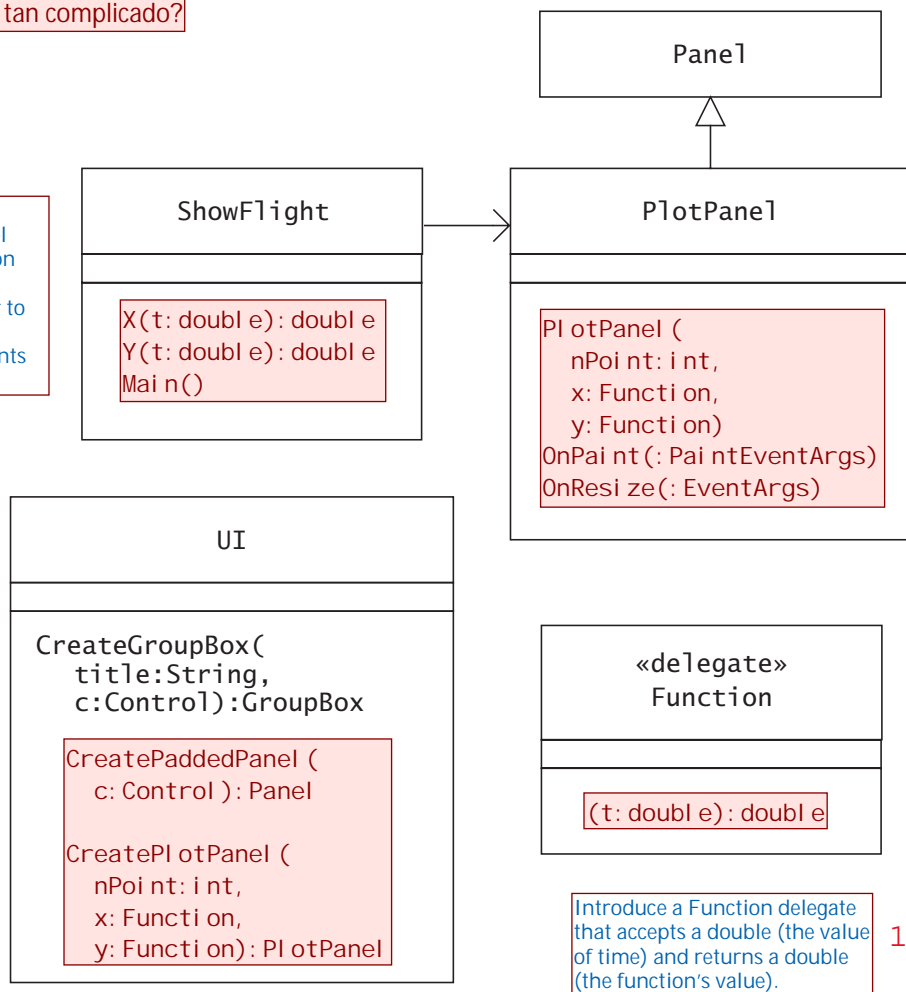 tan complicado?
Panel
ShowFlight
X(t:double):double
Y(t:double):double
Main()
PlotPanel
PlotPanel(
nPoint:int,
x:Function,
y:Function)
OnPaint(:PaintEventArgs)
OnResize(:EventArgs)
to
UI
CreateGroupBox(
title:String,
c:Control):GroupBox
CreatePaddedPanel(
c:Control):Panel
CreatePlotPanel(
nPoint:int,
x:Function,
y:Function):PlotPanel
«delegate»
Function
(t:double):double
Introduce a Function delegate
that accepts a double (the value
of time) and returns a double
(the function's value).
1